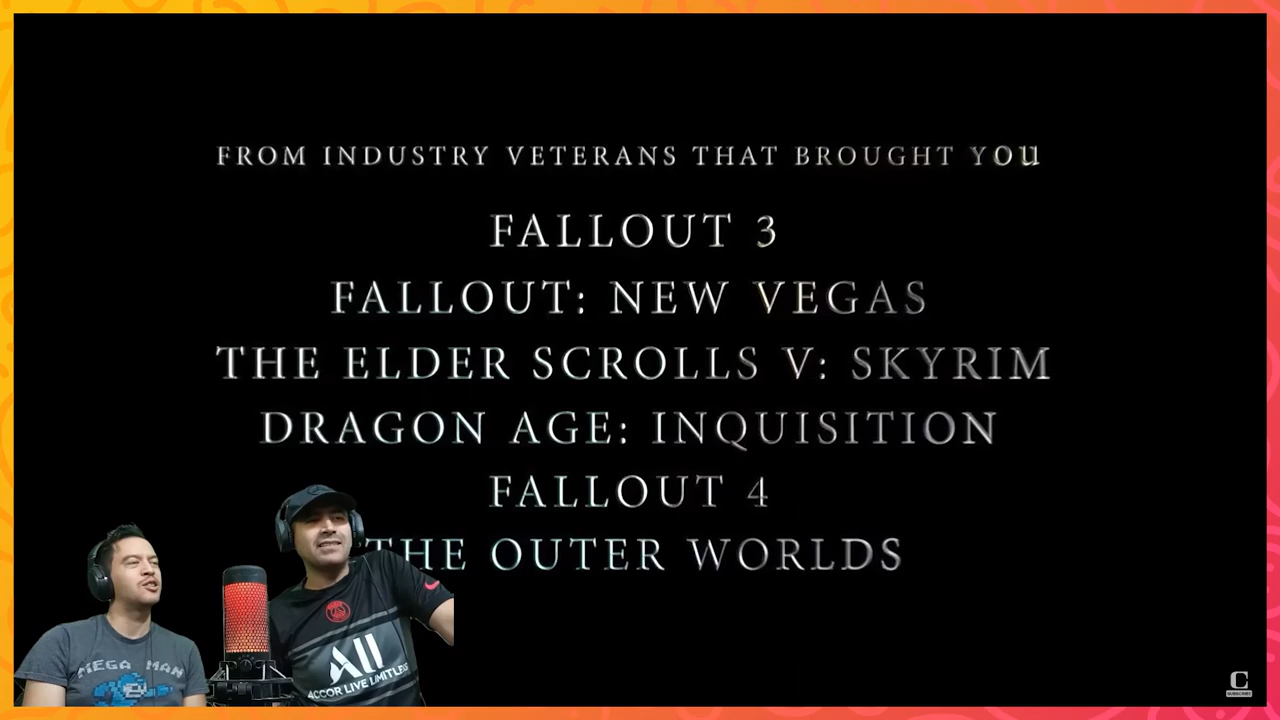 FROM INDUSTRY VETERANS THAT BROUGHT YOU
FALLOUT 3
FALLOUT: NEW VEGAS
THE ELDER SCROLLS V: SKYRIM
DRAGON AGE: INQUISITION
FALLOUT 4
THE OUTER WORLDS
MEGA MAN
All
ACCOR LIVE LIMITLESS
C
SUBSCRIBE